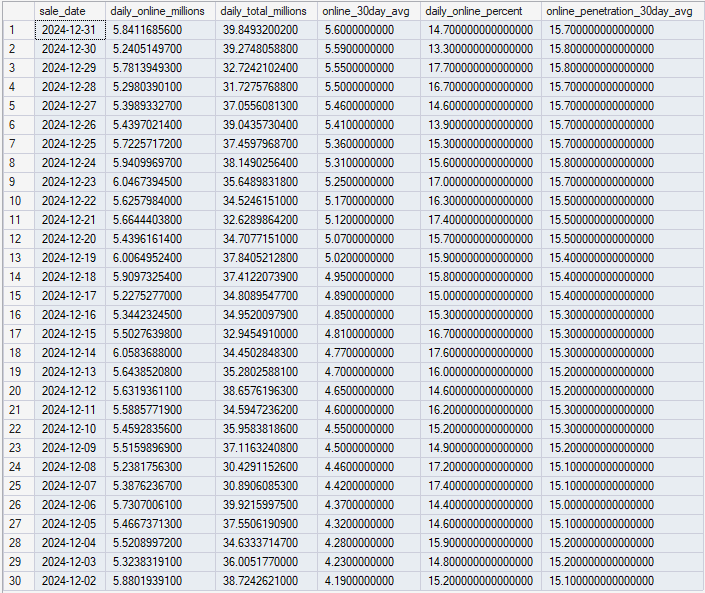 sale_date daily_online_millions daily_total_millions online_30day_avg daily_online_percent online_penetration_30day_avg
1 2024-12-31 5.8411685600 39.8493200200 5.6000000000 14.700000000000000 15.700000000000000
2 2024-12-30 5.2405149700 39.2748058800 5.5900000000 13.300000000000000 15.800000000000000
3 2024-12-29 5.7813949300 32.7242102400 5.5500000000 17.700000000000000 15.800000000000000
4 2024-12-28 5.2980390100 31.7275768800 5.5000000000 16.700000000000000 15.700000000000000
5 2024-12-27 5.3989332700 37.0556081300 5.4600000000 14.600000000000000 15.700000000000000
6 2024-12-26 5.4397021400 39.0435730400 5.4100000000 13.900000000000000 15.700000000000000
7 2024-12-25 5.7225717200 37.4597968700 5.3600000000 15.300000000000000 15.700000000000000
8 2024-12-24 5.9409969700 38.1490256400 5.3100000000 15.600000000000000 15.800000000000000
9 2024-12-23 6.0467394500 35.6489831800 5.2500000000 17.000000000000000 15.700000000000000
10 2024-12-22 5.6257984000 34.5246151000 5.1700000000 16.300000000000000 15.500000000000000
11 2024-12-21 5.6644403800 32.6289864200 5.1200000000 17.400000000000000 15.500000000000000
12 2024-12-20 5.4396161400 34.7077151000 5.0700000000 15.700000000000000 15.500000000000000
13 2024-12-19 6.0064952400 37.8405212800 5.0200000000 15.900000000000000 15.400000000000000
14 2024-12-18 5.9097325400 37.4122073900 4.9500000000 15.800000000000000 15.400000000000000
15 2024-12-17 5.2275277000 34.8089547700 4.8900000000 15.000000000000000 15.400000000000000
16 2024-12-16 5.3442324500 34.9520097900 4.8500000000 15.300000000000000 15.300000000000000
17 2024-12-15 5.5027639800 32.9454910000 4.8100000000 16.700000000000000 15.300000000000000
18 2024-12-14 6.0583688000 34.4502848300 4.7700000000 17.600000000000000 15.300000000000000
19 2024-12-13 5.6438520800 35.2802588100 4.7000000000 16.000000000000000 15.200000000000000
20 2024-12-12 5.6319361100 38.6576196300 4.6500000000 14.600000000000000 15.200000000000000
21 2024-12-11 5.5885771900 34.5947236200 4.6000000000 16.200000000000000 15.300000000000000
22 2024-12-10 5.4592835600 35.9583818600 4.5500000000 15.200000000000000 15.300000000000000
23 2024-12-09 5.5159896900 37.1163240800 4.5000000000 14.900000000000000 15.200000000000000
24 2024-12-08 5.2381756300 30.4291152600 4.4600000000 17.200000000000000 15.100000000000000
25 2024-12-07 5.3876236700 30.8906085300 4.4200000000 17.400000000000000 15.100000000000000
26 2024-12-06 5.7307006100 39.9215997500 4.3700000000 14.400000000000000 15.000000000000000
27 2024-12-05 5.4667371300 37.5506190900 4.3200000000 14.600000000000000 15.100000000000000
28 2024-12-04 5.5208997200 34.6333714700 4.2800000000 15.900000000000000 15.200000000000000
29 2024-12-03 5.3238319100 36.0051770000 4.2300000000 14.800000000000000 15.200000000000000
30 2024-12-02 5.8801939100 38.7242621000 4.1900000000 15.200000000000000 15.100000000000000